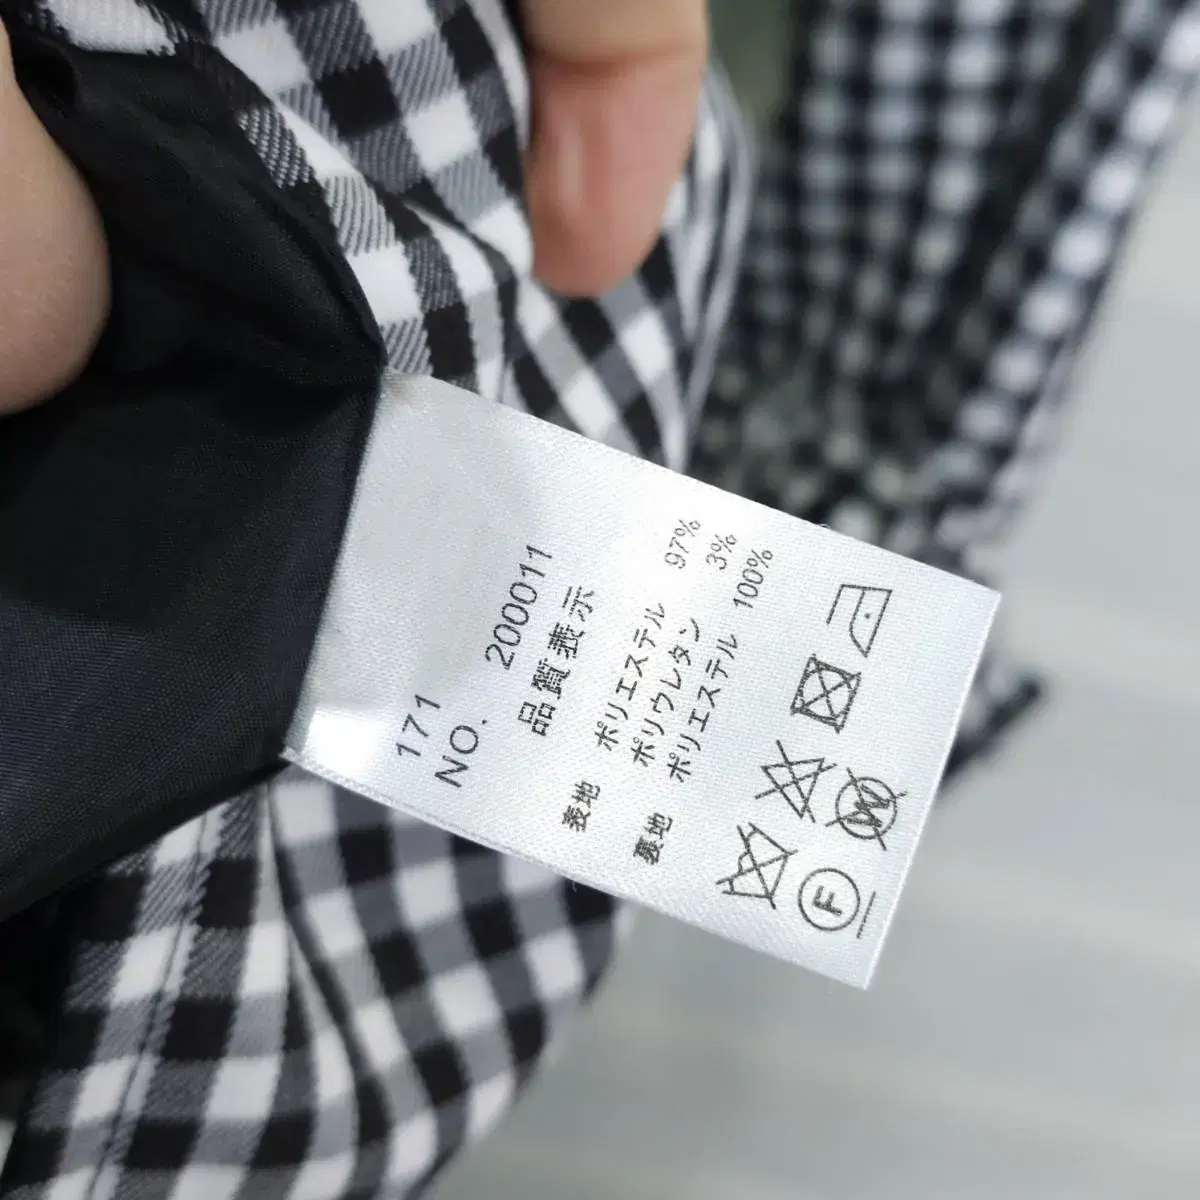 171
NO. 200011
品質表示
表地 ポリエステル 97%
ポリウレタン 3%
裏地 ポリエステル 100%
W
F